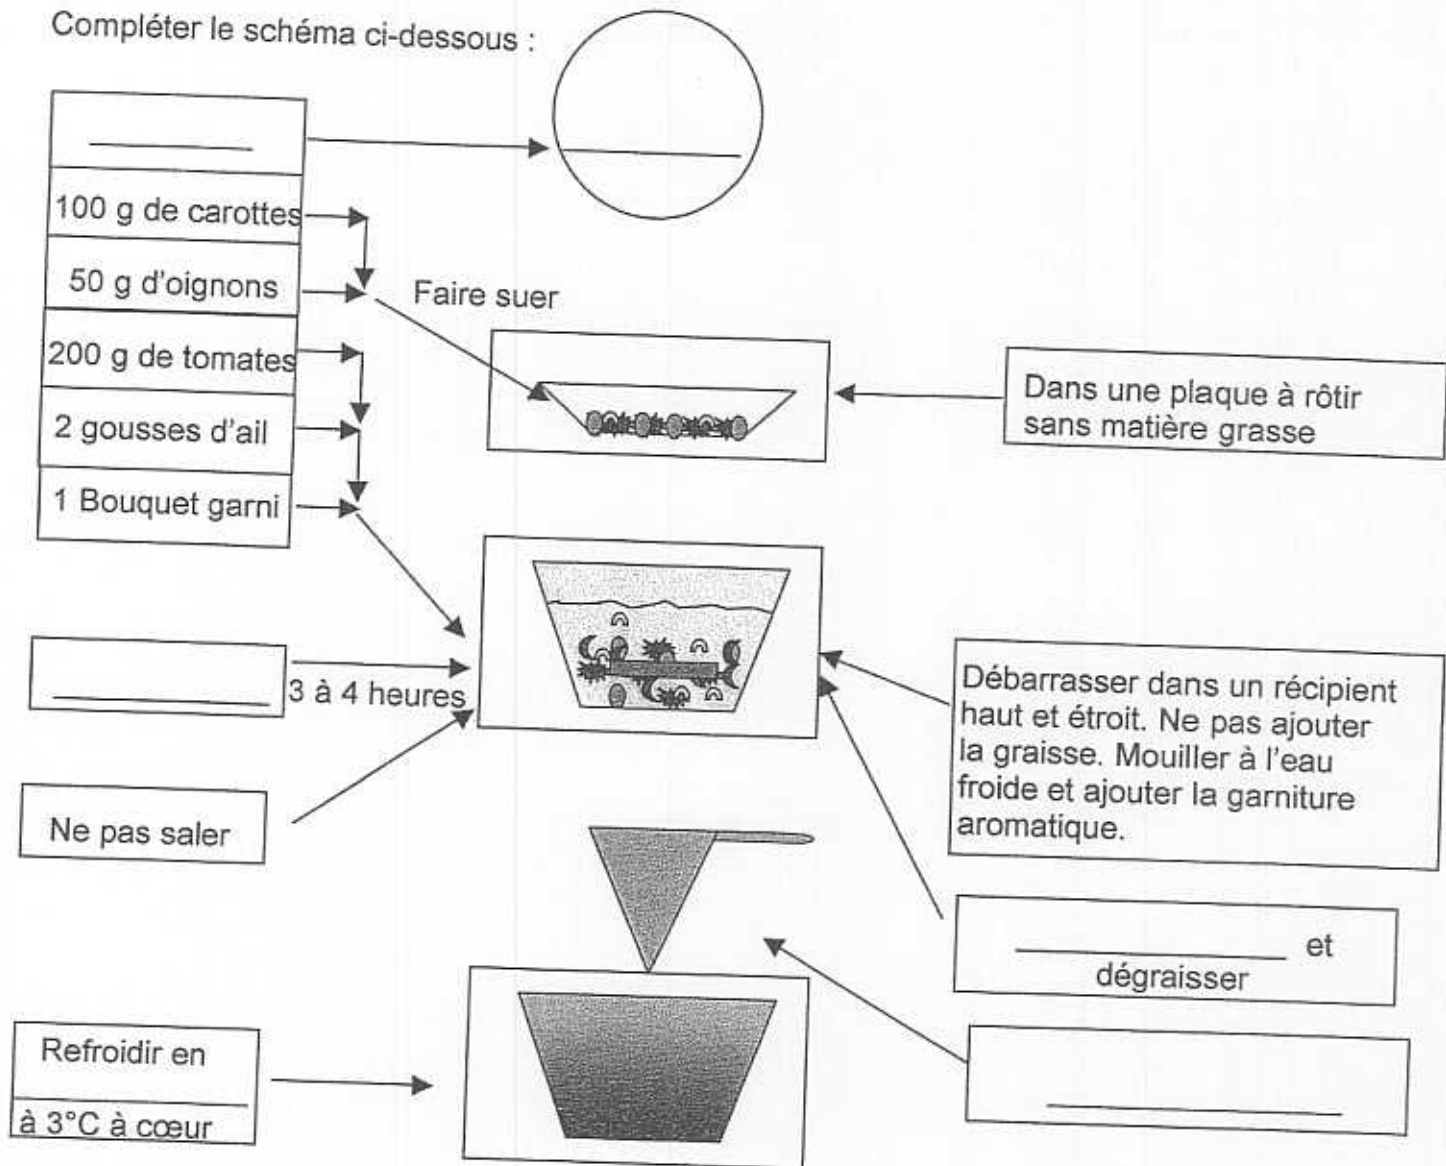 Compléter le schéma ci-dessous :
100 g de carottes
50 g d'oignons
Faire suer
200 g de tomates
2 gousses d'ail
1 Bouquet garni
Dans une plaque à rôtir
sans matière grasse
3 à 4 heures
Débarrasser dans un récipient
haut et étroit. Ne pas ajouter
la graisse. Mouiller à l'eau
froide et ajouter la garniture
aromatique.
Ne pas saler
et
dégraisser
Refroidir en
à 3°C à cœur